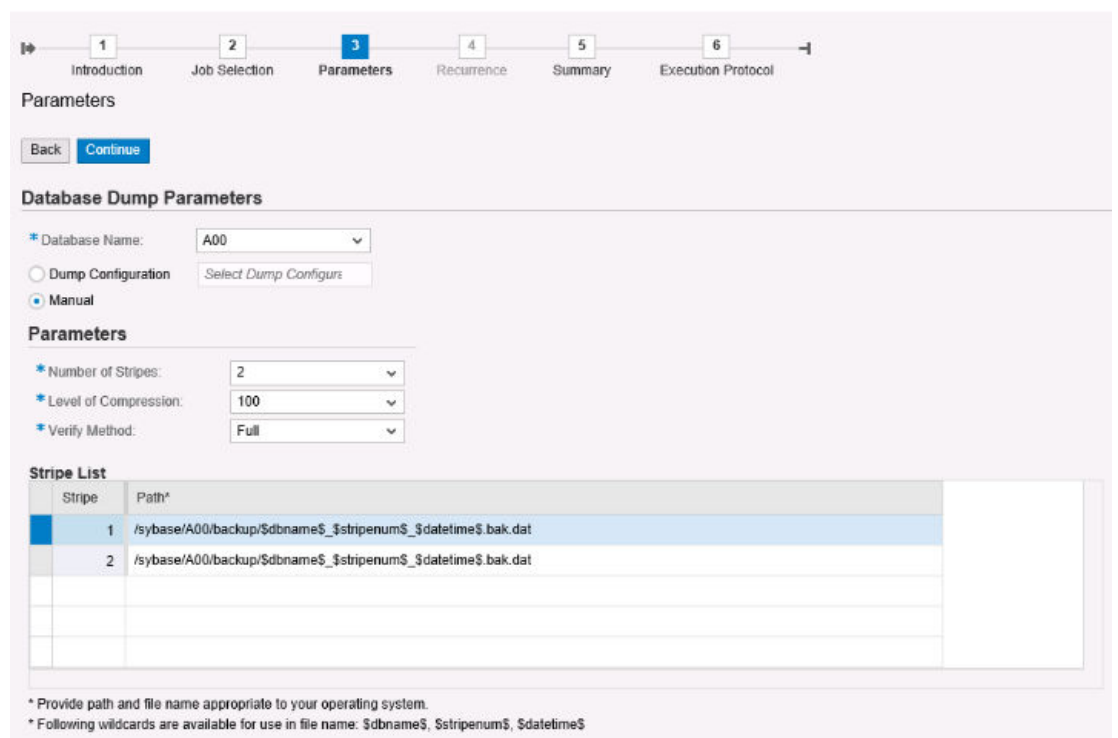 1 2 3 4 5 6
Introduction Job Selection Parameters Recurrence Summary Execution Protocol
Parameters
Back Continue
Database Dump Parameters
* Database Name: A00
Dump Configuration Select Dump Configura
Manual
Parameters
* Number of Stripes: 2
* Level of Compression: 100
* Verify Method: Full
Stripe List
Stripe Path*
1 /sybase/A00/backup/$dbname$_$stripenum$_$datetime$.bak.dat
2 /sybase/A00/backup/$dbname$_$stripenum$_$datetime$.bak.dat
* Provide path and file name appropriate to your operating system.
* Following wildcards are available for use in file name: $dbname$, $stripenum$, $datetime$